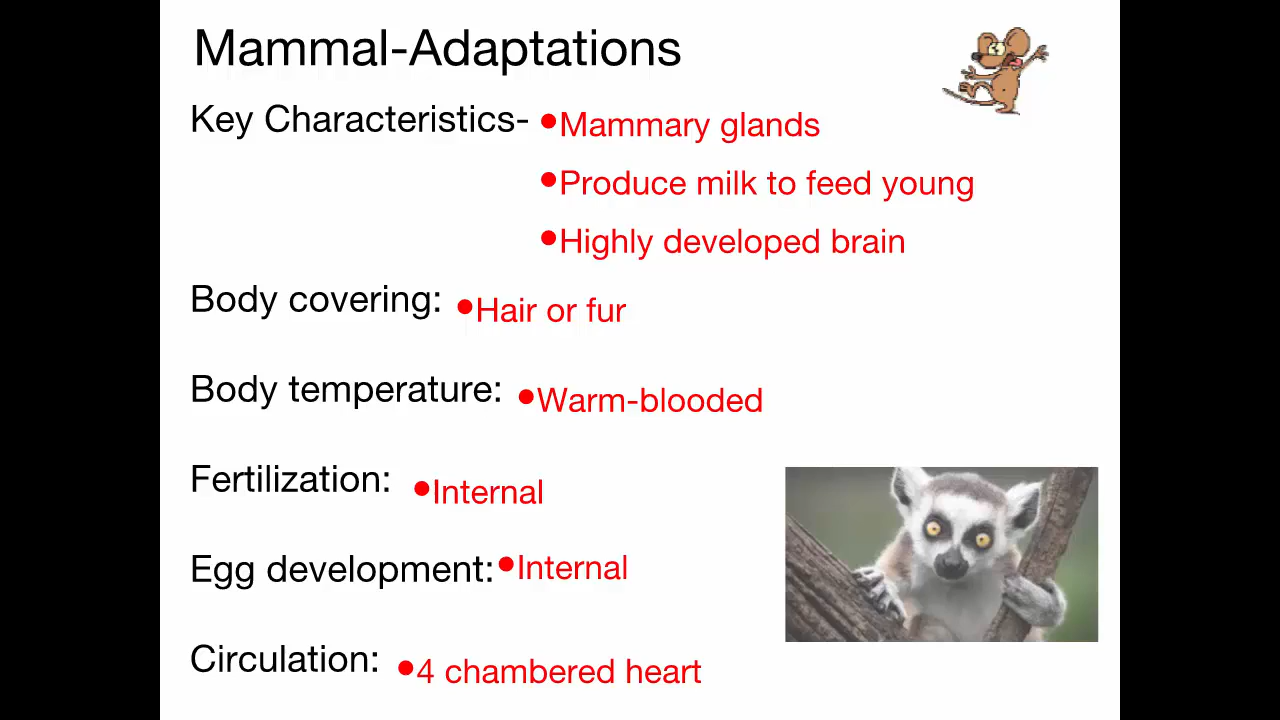 Mammal-Adaptations
Key Characteristics- •Mammary glands
•Produce milk to feed young
•Highly developed brain
Body covering: •Hair or fur
Body temperature: •Warm-blooded
Fertilization: •Internal
Egg development: •Internal
Circulation: •4 chambered heart